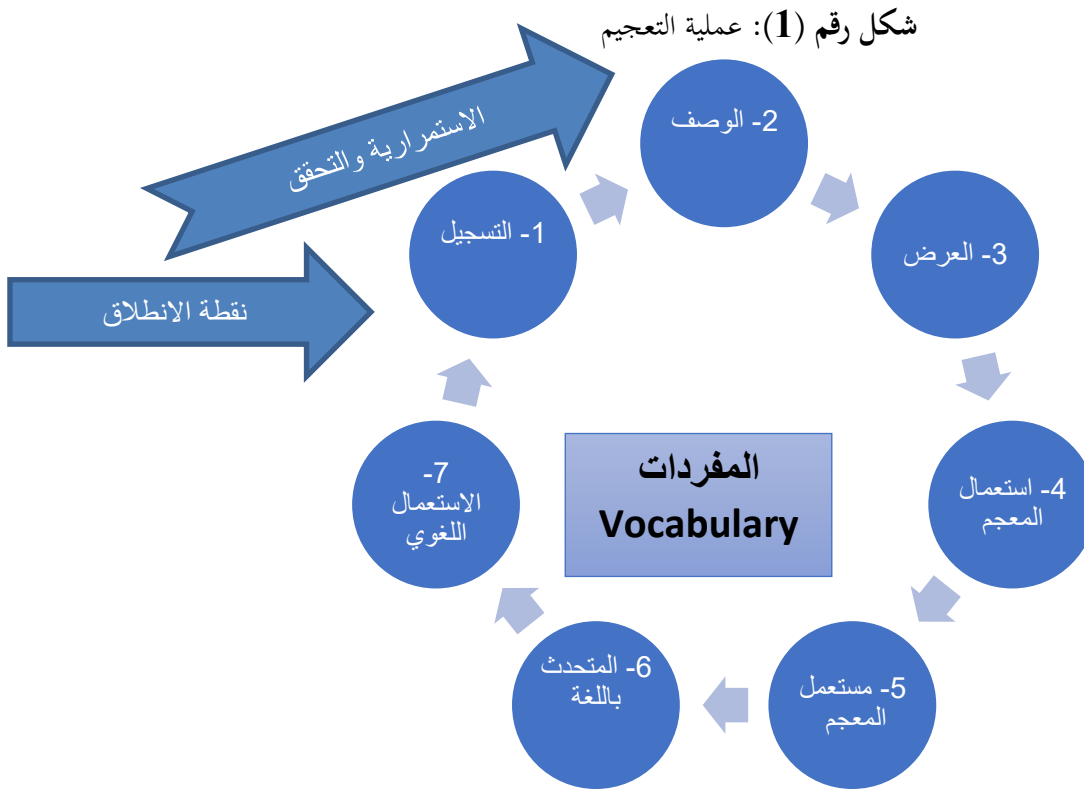 شكل رقم (1): عملية التعجيم
الاستمرارية والتحقق
نقطة الانطلاق
1- التسجيل
2- الوصف
3- العرض
4- استعمال
المعجم
5- مستعمل
المعجم
6- المتحدث
باللغة
7-
الاستعمال
اللغوي
المفردات
Vocabulary